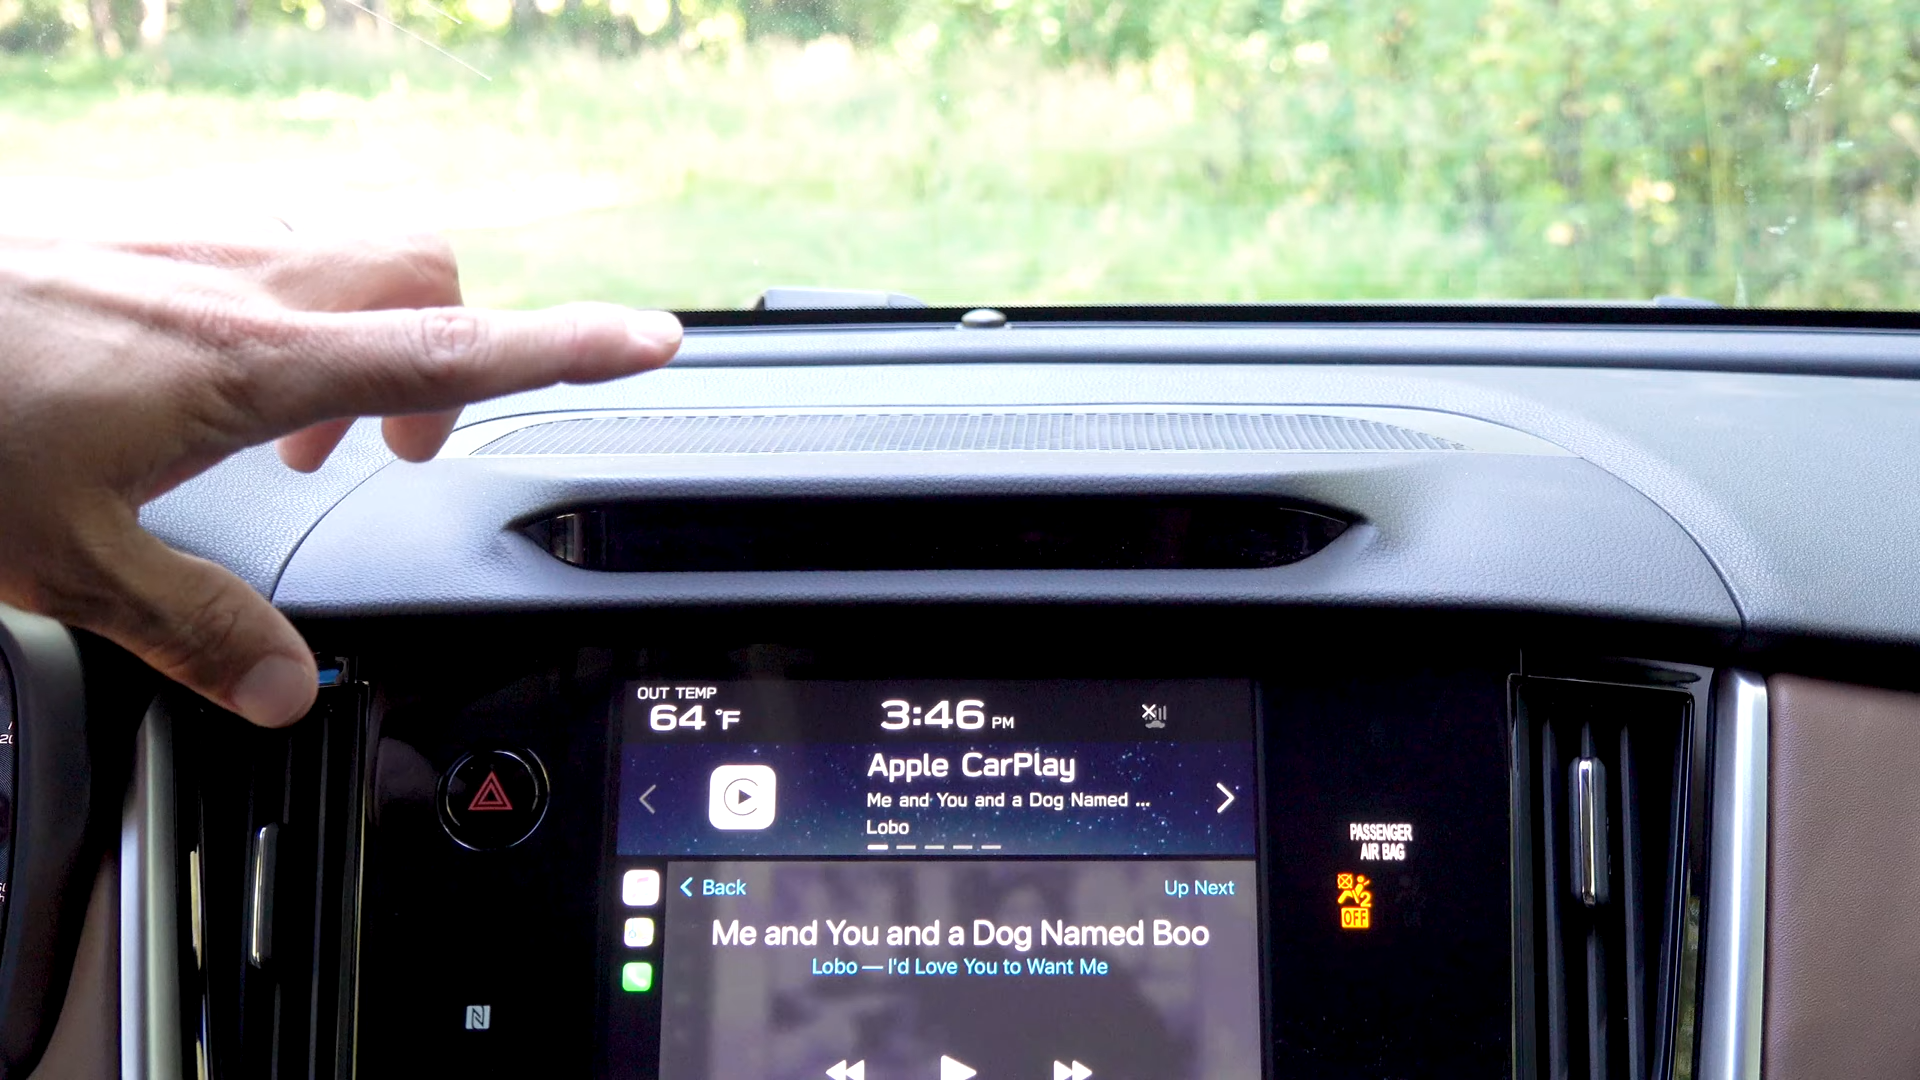 OUT TEMP
64 °F
3:46 PM
Apple CarPlay
Me and You and a Dog Named ...
Lobo
Back
Up Next
Me and You and a Dog Named Boo
Lobo — I'd Love You to Want Me
PASSENGER
AIR BAG
2
OFF
N